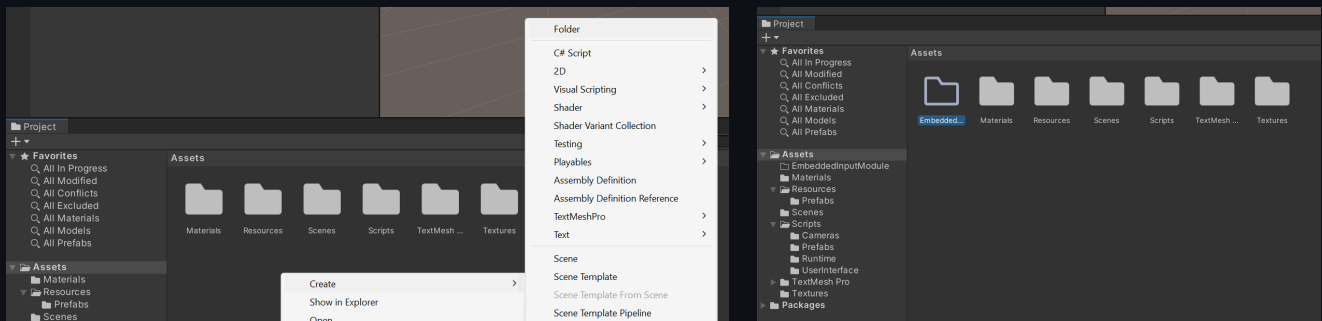 Project
Favorites
All In Progress
All Modified
All Conflicts
All Excluded
All Materials
All Models
All Prefabs
Assets
Materials
Resources
Prefabs
Scenes
Assets
Materials
Resources
Scenes
Scripts
TextMesh ...
Textures
Create
Show in Explorer
Open
Folder
C# Script
2D
Visual Scripting
Shader
Shader Variant Collection
Testing
Playables
Assembly Definition
Assembly Definition Reference
TextMeshPro
Text
Scene
Scene Template
Scene Template From Scene
Scene Template Pipeline
Project
Favorites
All In Progress
All Modified
All Conflicts
All Excluded
All Materials
All Models
All Prefabs
Assets
EmbeddedInputModule
Materials
Resources
Prefabs
Scenes
Scripts
Cameras
Prefabs
Runtime
UserInterface
TextMesh Pro
Textures
Packages
Assets
Embedded...
Materials
Resources
Scenes
Scripts
TextMesh ...
Textures